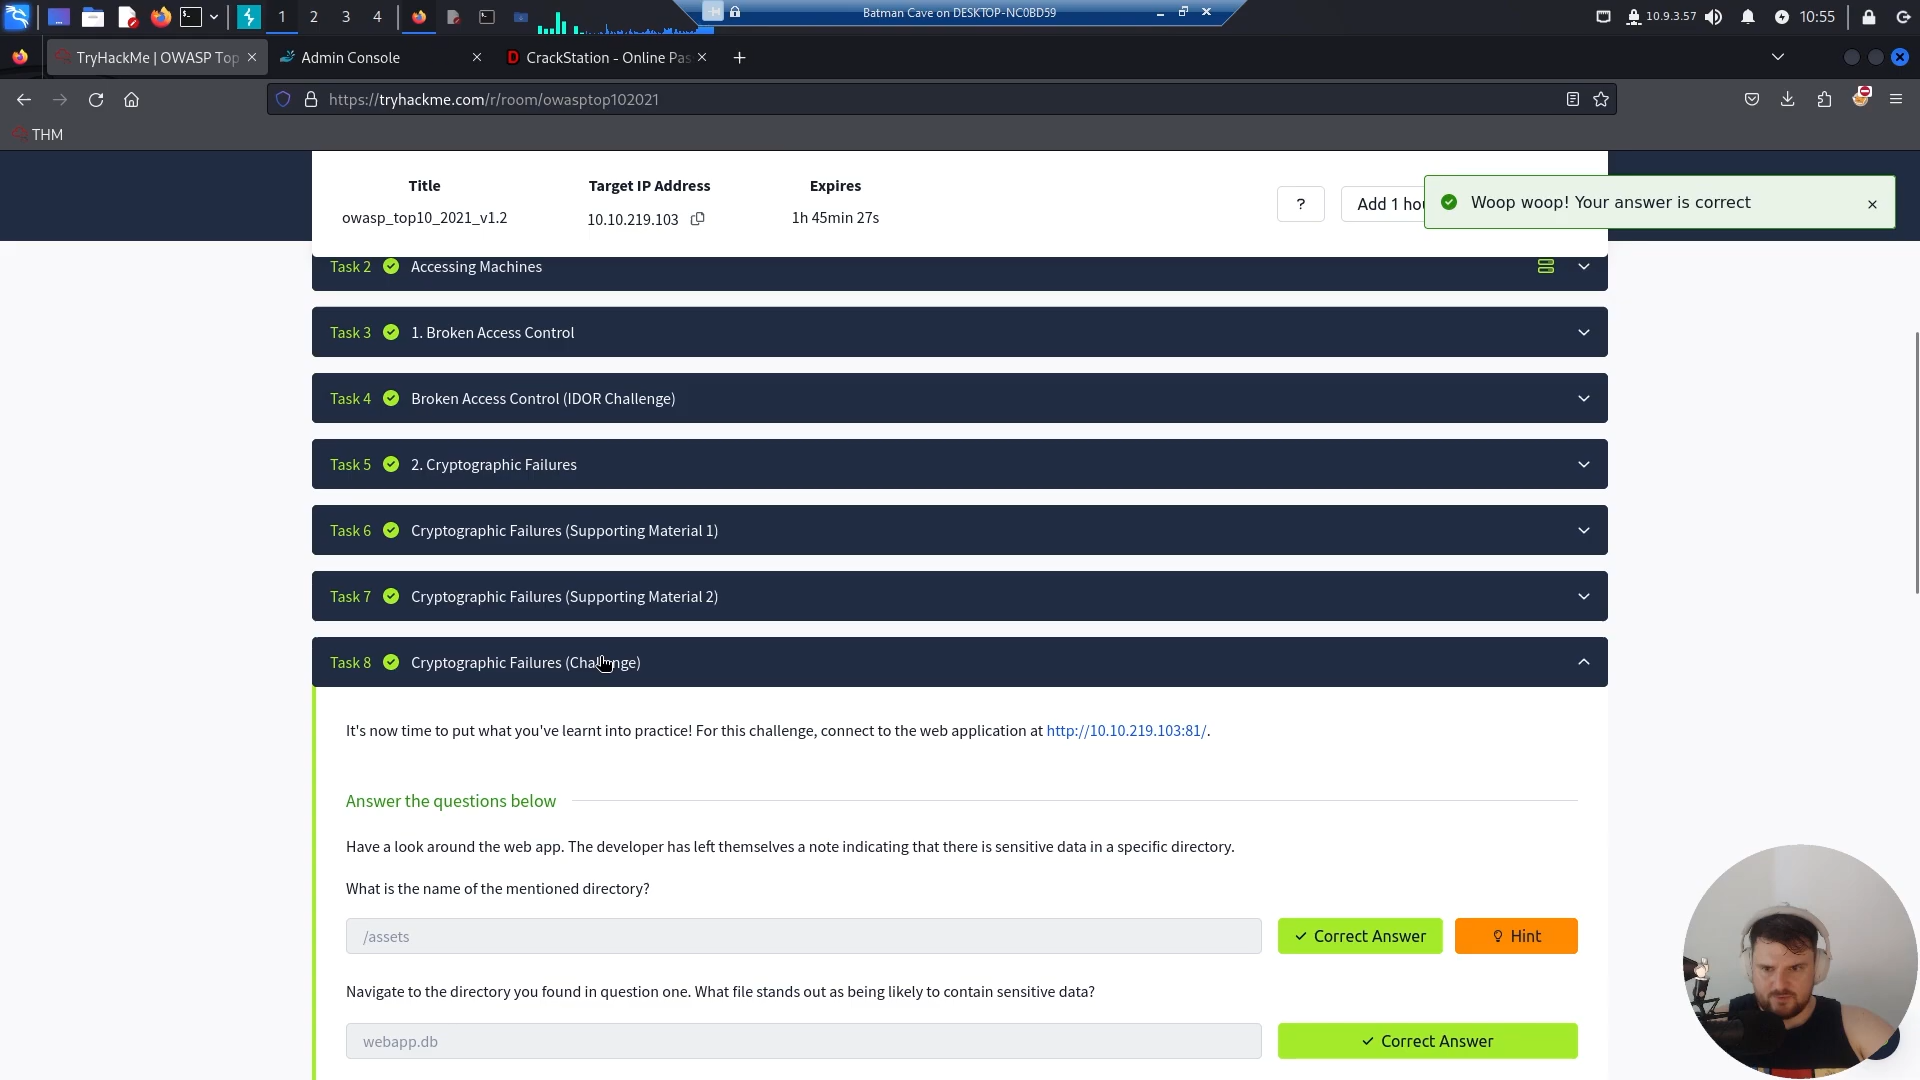 1
2
3
4
Batman Cave on DESKTOP-NC0BD59
10.9.3.57
10:55
TryHackMe | OWASP Top
Admin Console
CrackStation - Online Pas
https://tryhackme.com/r/room/owasptop102021
THM
Title
Target IP Address
Expires
owasp_top10_2021_v1.2
10.10.219.103
1h 45min 27s
?
Add 1 hou
Woop woop! Your answer is correct
Task 2
Accessing Machines
Task 3
1. Broken Access Control
Task 4
Broken Access Control (IDOR Challenge)
Task 5
2. Cryptographic Failures
Task 6
Cryptographic Failures (Supporting Material 1)
Task 7
Cryptographic Failures (Supporting Material 2)
Task 8
Cryptographic Failures (Challenge)
It's now time to put what you've learnt into practice! For this challenge, connect to the web application at http://10.10.219.103:81/.
Answer the questions below
Have a look around the web app. The developer has left themselves a note indicating that there is sensitive data in a specific directory.
What is the name of the mentioned directory?
/assets
Correct Answer
Hint
Navigate to the directory you found in question one. What file stands out as being likely to contain sensitive data?
webapp.db
Correct Answer